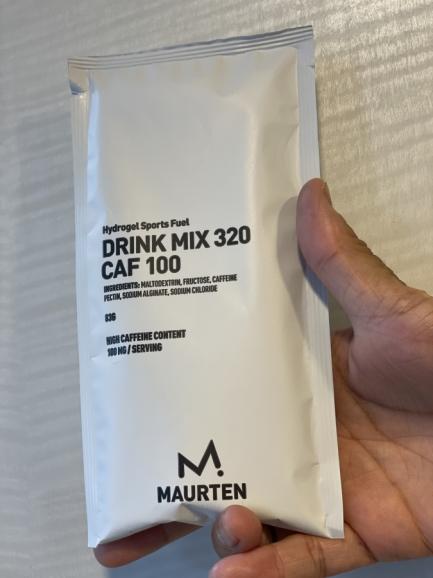 Hydrogel Sports Fuel
DRINK MIX 320
CAF 100
INGREDIENTS: MALTODEXTRIN, FRUCTOSE, CAFFEINE
PECTIN, SODIUM ALGINATE, SODIUM CHLORIDE
83G
HIGH CAFFEINE CONTENT
100 MG / SERVING
M.
MAURTEN